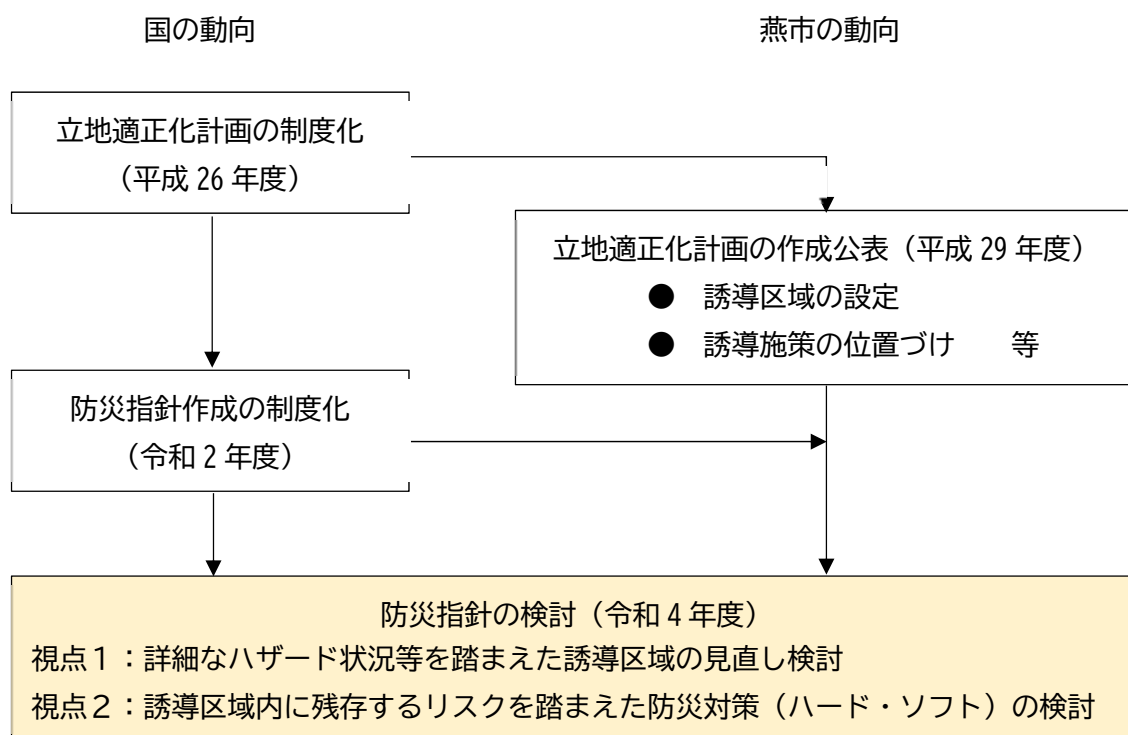 国の動向
燕市の動向
立地適正化計画の制度化
（平成 26 年度）
立地適正化計画の作成公表（平成 29 年度）
● 誘導区域の設定
● 誘導施策の位置づけ　等
防災指針作成の制度化
（令和 2 年度）
防災指針の検討（令和 4 年度）
視点１：詳細なハザード状況等を踏まえた誘導区域の見直し検討
視点２：誘導区域内に残存するリスクを踏まえた防災対策（ハード・ソフト）の検討